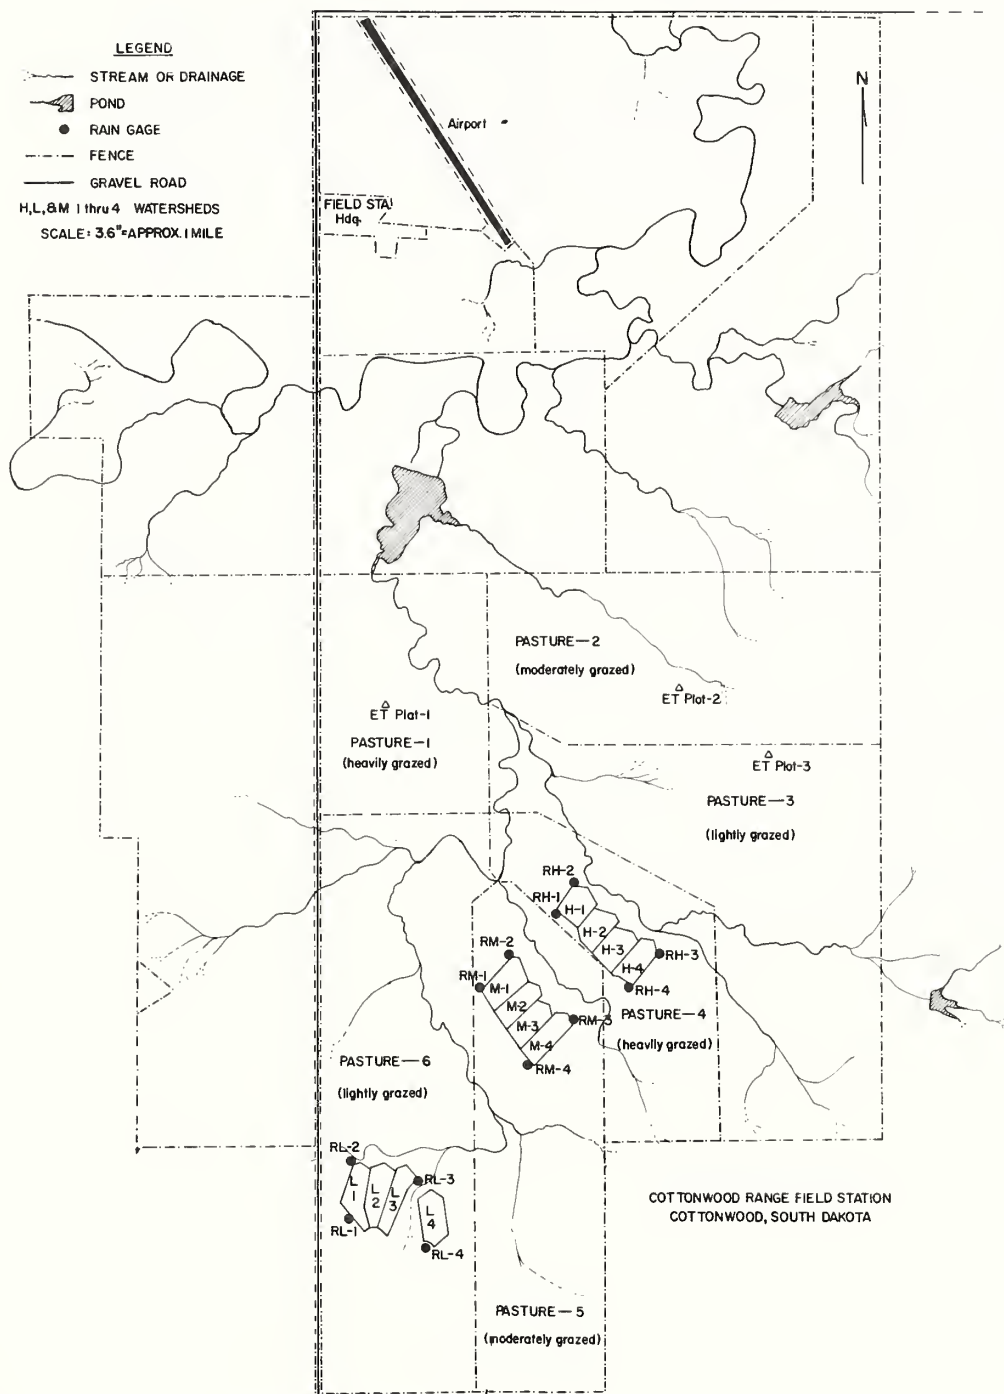 LEGEND
STREAM OR DRAINAGE
POND
RAIN GAGE
FENCE
GRAVEL ROAD
H,L,&M 1 thru 4 WATERSHEDS
SCALE: 3.6"=APPROX. 1 MILE
Airport
N
FIELD STA.
Hdq.
PASTURE—2
(moderately grazed)
ET Plot-2
ET Plot-1
PASTURE—1
(heavily grazed)
ET Plot-3
PASTURE—3
(lightly grazed)
RH-2
RH-1
H-1
H-2
H-3
H-4
RH-3
RH-4
RM-2
RM-1
M-1
M-2
M-3
M-4
RM-3
RM-4
PASTURE—4
(heavily grazed)
PASTURE—6
(lightly grazed)
RL-2
L
1
L
2
L
3
RL-3
L
4
RL-1
RL-4
COTTONWOOD RANGE FIELD STATION
COTTONWOOD, SOUTH DAKOTA
PASTURE—5
(moderately grazed)